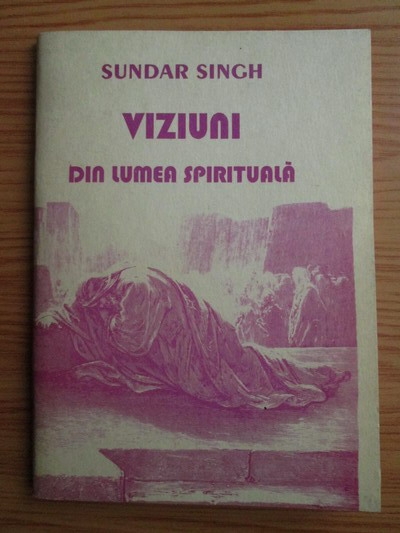 SUNDAR SINGH
VIZIUNI
DIN LUMEA SPIRITUALĂ